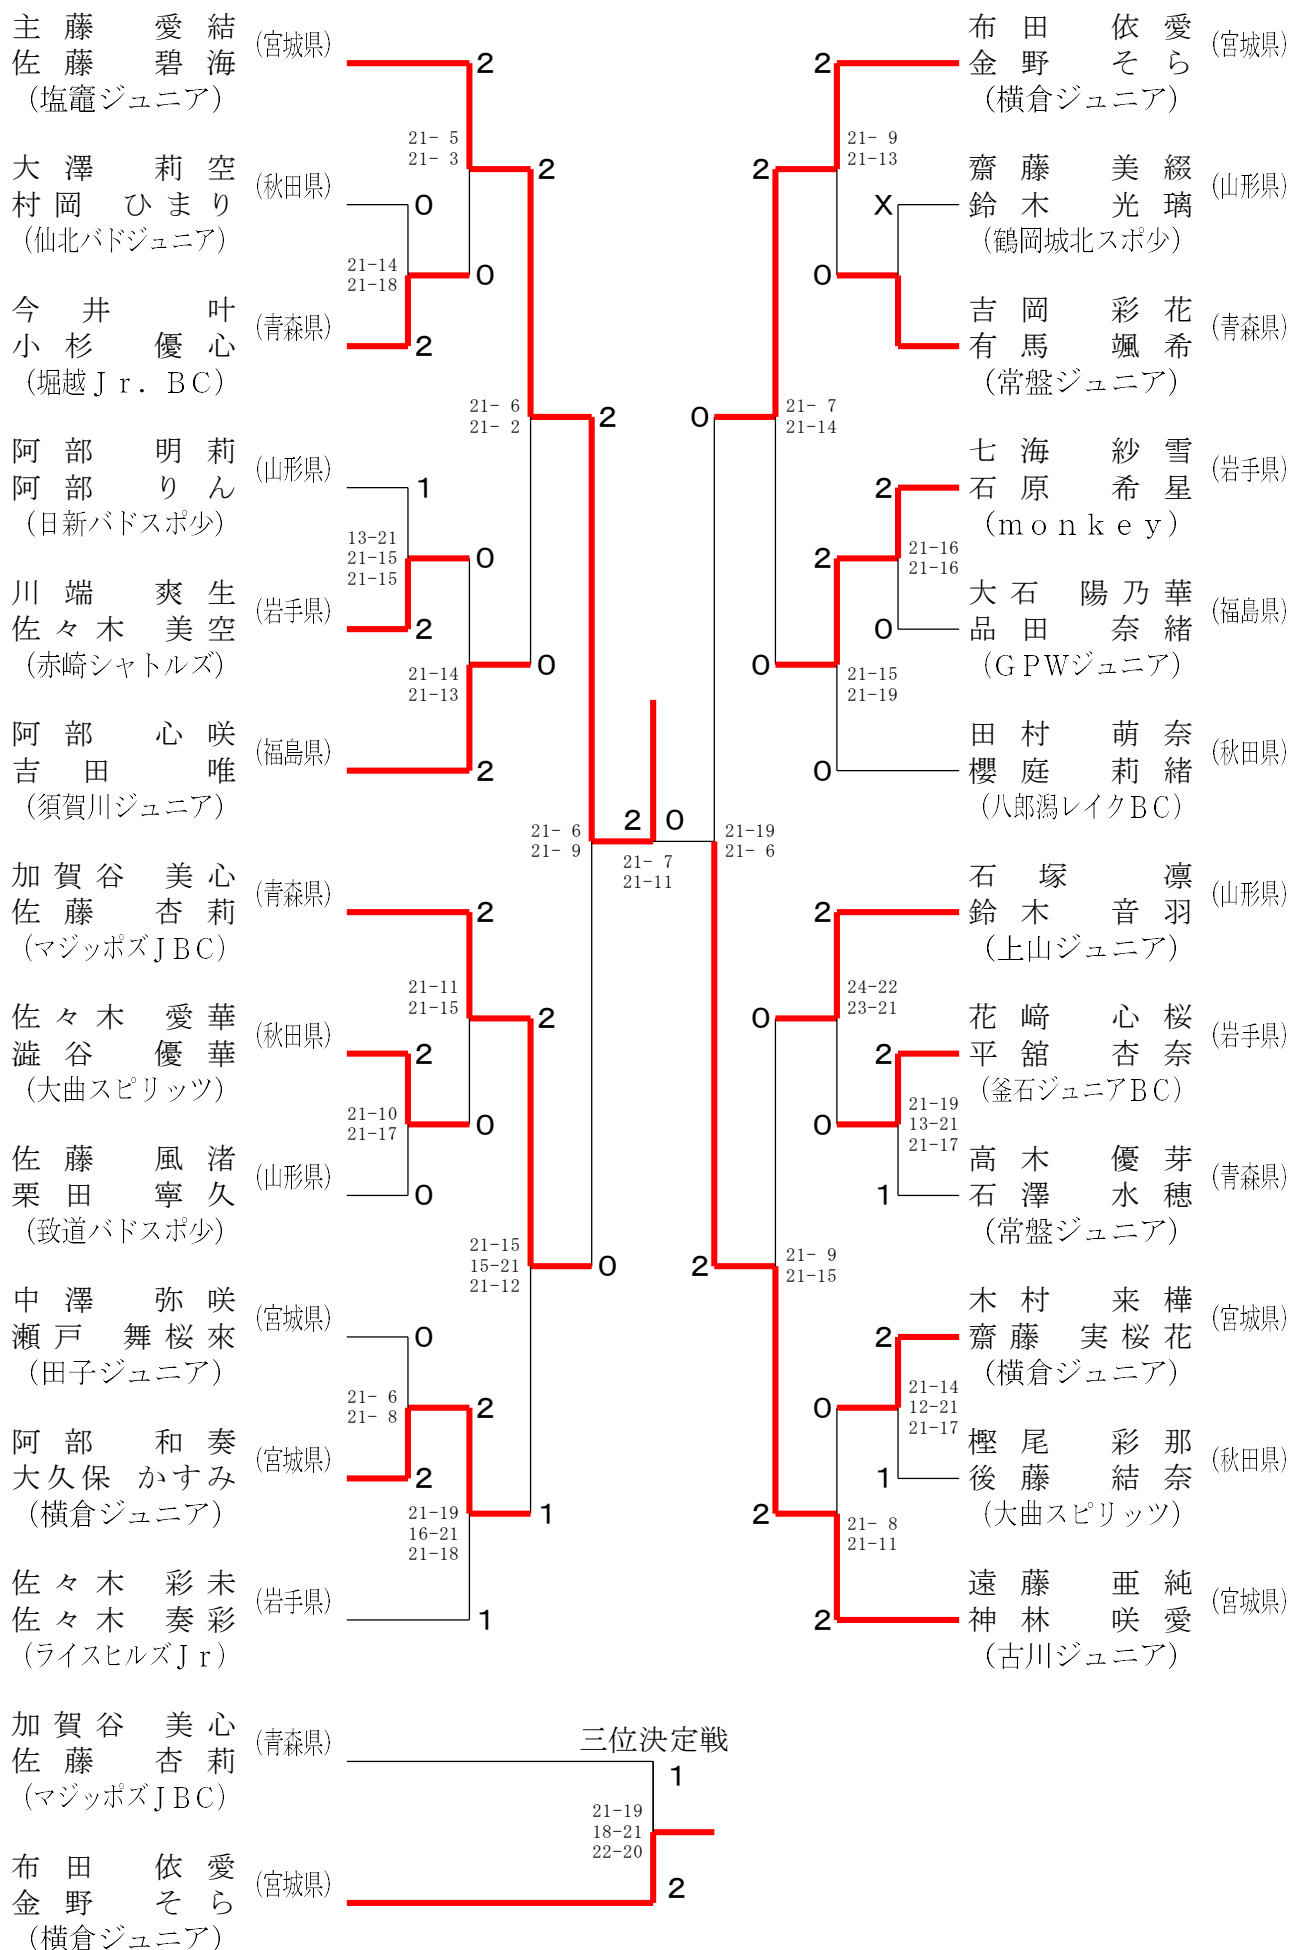 主藤 愛結
佐藤 碧海
(宮城県)
(塩竈ジュニア)
大澤 莉空
村岡 ひまり
(秋田県)
(仙北バドジュニア)
今井 叶
小杉 優心
(青森県)
(堀越Jr. BC)
阿部 明莉
阿部 りん
(山形県)
(日新バドスポ少)
川端 爽生
佐々木 美空
(岩手県)
(赤崎シャトルズ)
阿部 心咲
吉田 唯
(福島県)
(須賀川ジュニア)
加賀谷 美心
佐藤 杏莉
(青森県)
(マジッポズJBC)
佐々木 愛華
澁谷 優華
(秋田県)
(大曲スピリッツ)
佐藤 風渚
栗田 寧久
(山形県)
(致道バドスポ少)
中澤 弥咲
瀬戸 舞桜來
(宮城県)
(田子ジュニア)
阿部 和奏
大久保 かすみ
(宮城県)
(横倉ジュニア)
佐々木 彩未
佐々木 奏彩
(岩手県)
(ライスヒルズJr)
2
21- 5
21- 3
2
0
21-14
21-18
0
2
21- 6
21- 2
2
1
13-21
21-15
21-15
0
2
21-14
21-13
0
2
21- 6
21- 9
2
21-11
21-15
2
2
21-10
21-17
0
0
21-15
15-21
21-12
0
0
21- 6
21- 8
2
2
21-19
16-21
21-18
1
1
2 0
21- 7
21-11
布田 依愛
金野 そら
(宮城県)
(横倉ジュニア)
齋藤 美綴
鈴木 光璃
(山形県)
(鶴岡城北スポ少)
吉岡 彩花
有馬 颯希
(青森県)
(常盤ジュニア)
七海 紗雪
石原 希星
(岩手県)
(monkey)
大石 陽乃華
品田 奈緒
(福島県)
(GPWジュニア)
田村 萌奈
櫻庭 莉緒
(秋田県)
(八郎潟レイクBC)
石塚 凛
鈴木 音羽
(山形県)
(上山ジュニア)
花﨑 心桜
平舘 杏奈
(岩手県)
(釜石ジュニアBC)
高木 優芽
石澤 水穂
(青森県)
(常盤ジュニア)
木村 来樺
齋藤 実桜花
(宮城県)
(横倉ジュニア)
樫尾 彩那
後藤 結奈
(秋田県)
(大曲スピリッツ)
遠藤 亜純
神林 咲愛
(宮城県)
(古川ジュニア)
2
21- 9
21-13
2
X
0
0
21- 7
21-14
2
2
21-16
21-16
0
0
21-15
21-19
0
21-19
21- 6
2
24-22
23-21
0
2
0
21-19
13-21
21-17
1
2
21- 9
21-15
2
0
21-14
12-21
21-17
1
2
21- 8
21-11
2
加賀谷 美心
佐藤 杏莉
(青森県)
(マジッポズJBC)
三位決定戦
1
21-19
18-21
22-20
2
布田 依愛
金野 そら
(宮城県)
(横倉ジュニア)